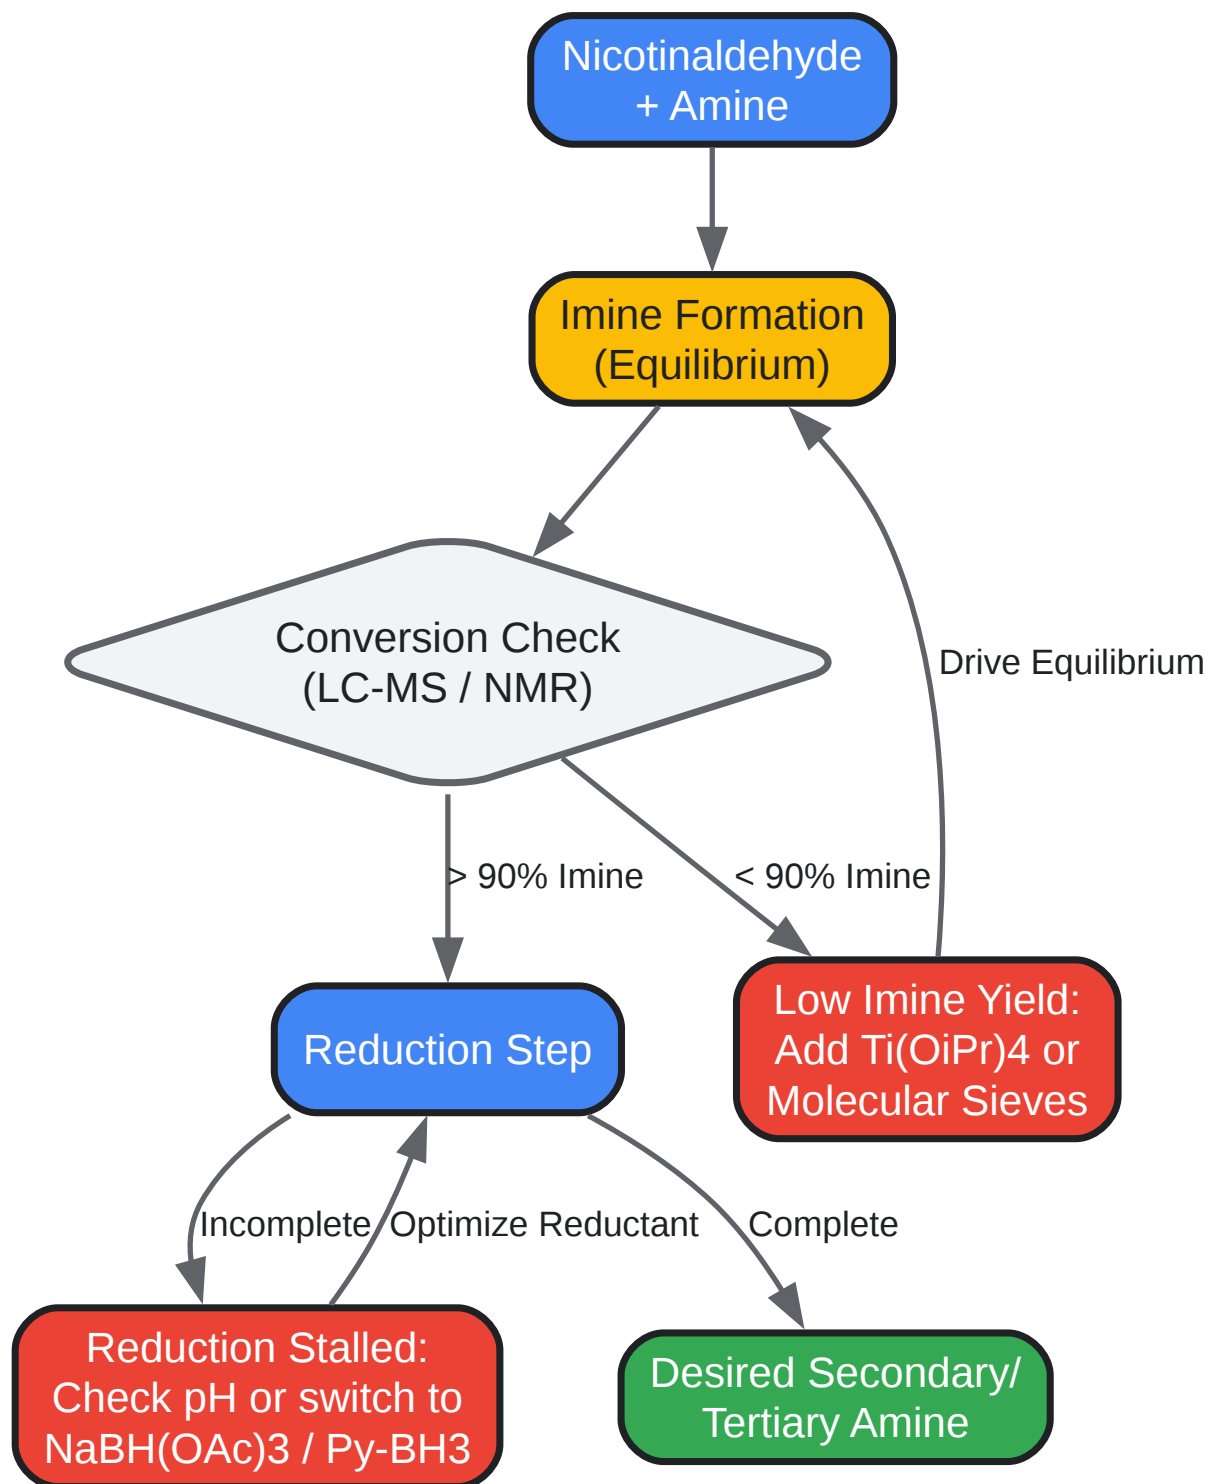 Nicotinaldehyde
+ Amine
Imine Formation
(Equilibrium)
Conversion Check
(LC-MS / NMR)
Drive Equilibrium
> 90% Imine
< 90% Imine
Reduction Step
Low Imine Yield:
Add Ti(OiPr)4 or
Molecular Sieves
Incomplete
Optimize Reductant
Complete
Reduction Stalled:
Check pH or switch to
NaBH(OAc)3 / Py-BH3
Desired Secondary/
Tertiary Amine